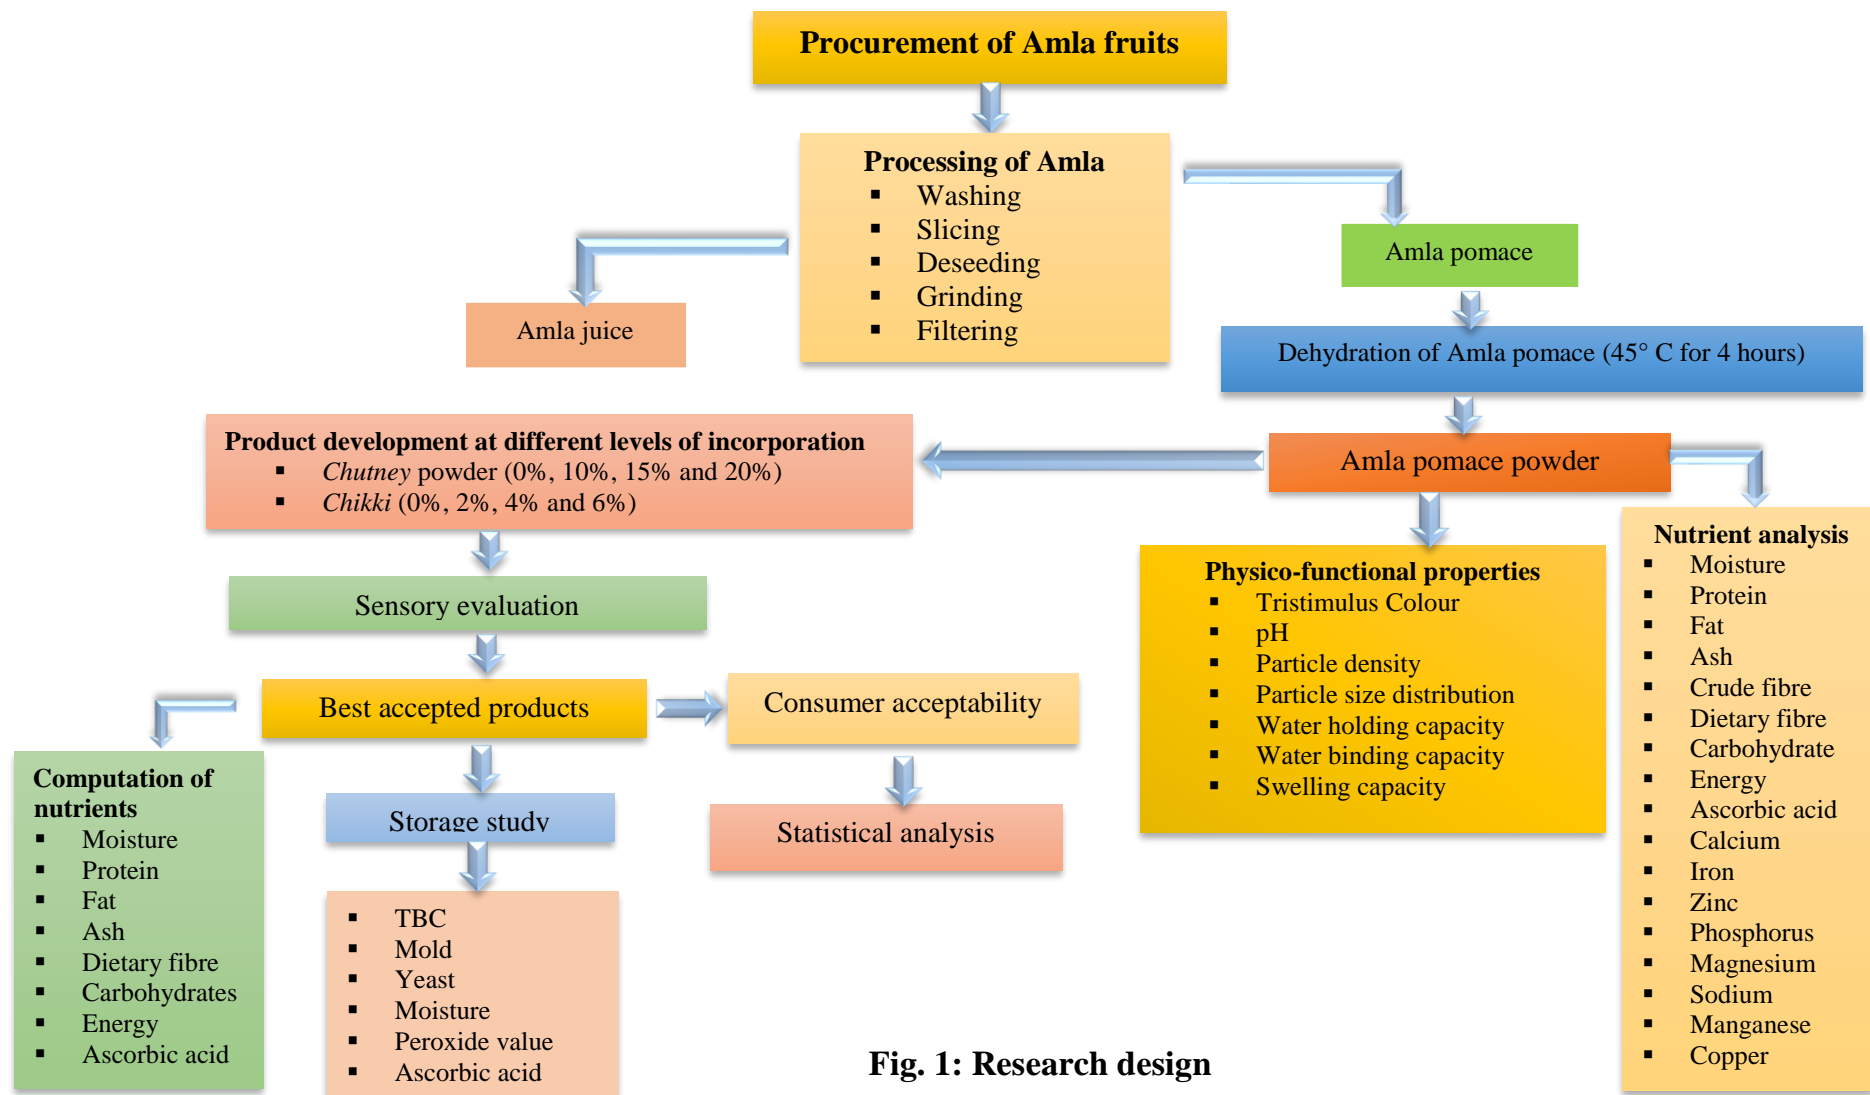 Procurement of Amla fruits
Processing of Amla
▪ Washing
▪ Slicing
▪ Deseeding
▪ Grinding
▪ Filtering
Amla juice
Amla pomace
Dehydration of Amla pomace (45° C for 4 hours)
Amla pomace powder
Product development at different levels of incorporation
▪ Chutney powder (0%, 10%, 15% and 20%)
▪ Chikki (0%, 2%, 4% and 6%)
Sensory evaluation
Best accepted products
Consumer acceptability
Statistical analysis
Storage study
▪ TBC
▪ Mold
▪ Yeast
▪ Moisture
▪ Peroxide value
▪ Ascorbic acid
Computation of
nutrients
▪ Moisture
▪ Protein
▪ Fat
▪ Ash
▪ Dietary fibre
▪ Carbohydrates
▪ Energy
▪ Ascorbic acid
Physico-functional properties
▪ Tristimulus Colour
▪ pH
▪ Particle density
▪ Particle size distribution
▪ Water holding capacity
▪ Water binding capacity
▪ Swelling capacity
Nutrient analysis
▪ Moisture
▪ Protein
▪ Fat
▪ Ash
▪ Crude fibre
▪ Dietary fibre
▪ Carbohydrate
▪ Energy
▪ Ascorbic acid
▪ Calcium
▪ Iron
▪ Zinc
▪ Phosphorus
▪ Magnesium
▪ Sodium
▪ Manganese
▪ Copper
Fig. 1: Research design